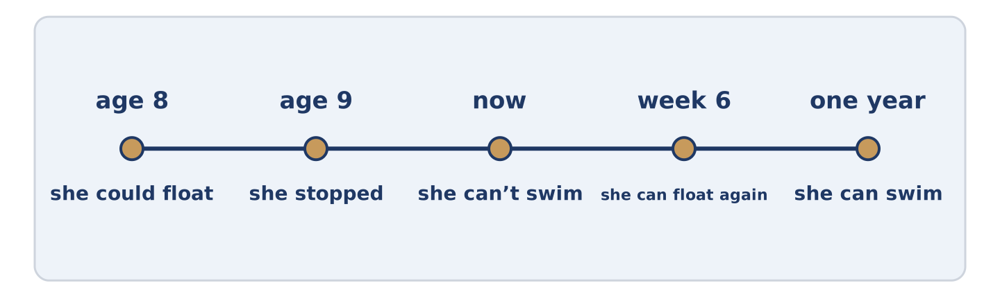 age 8
she could float
age 9
she stopped
now
she can’t swim
week 6
she can float again
one year
she can swim